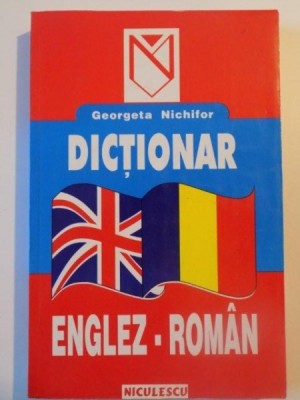 Georgeta Nichifor
DICȚIONAR
ENGLEZ - ROMÂN
NICULESCU